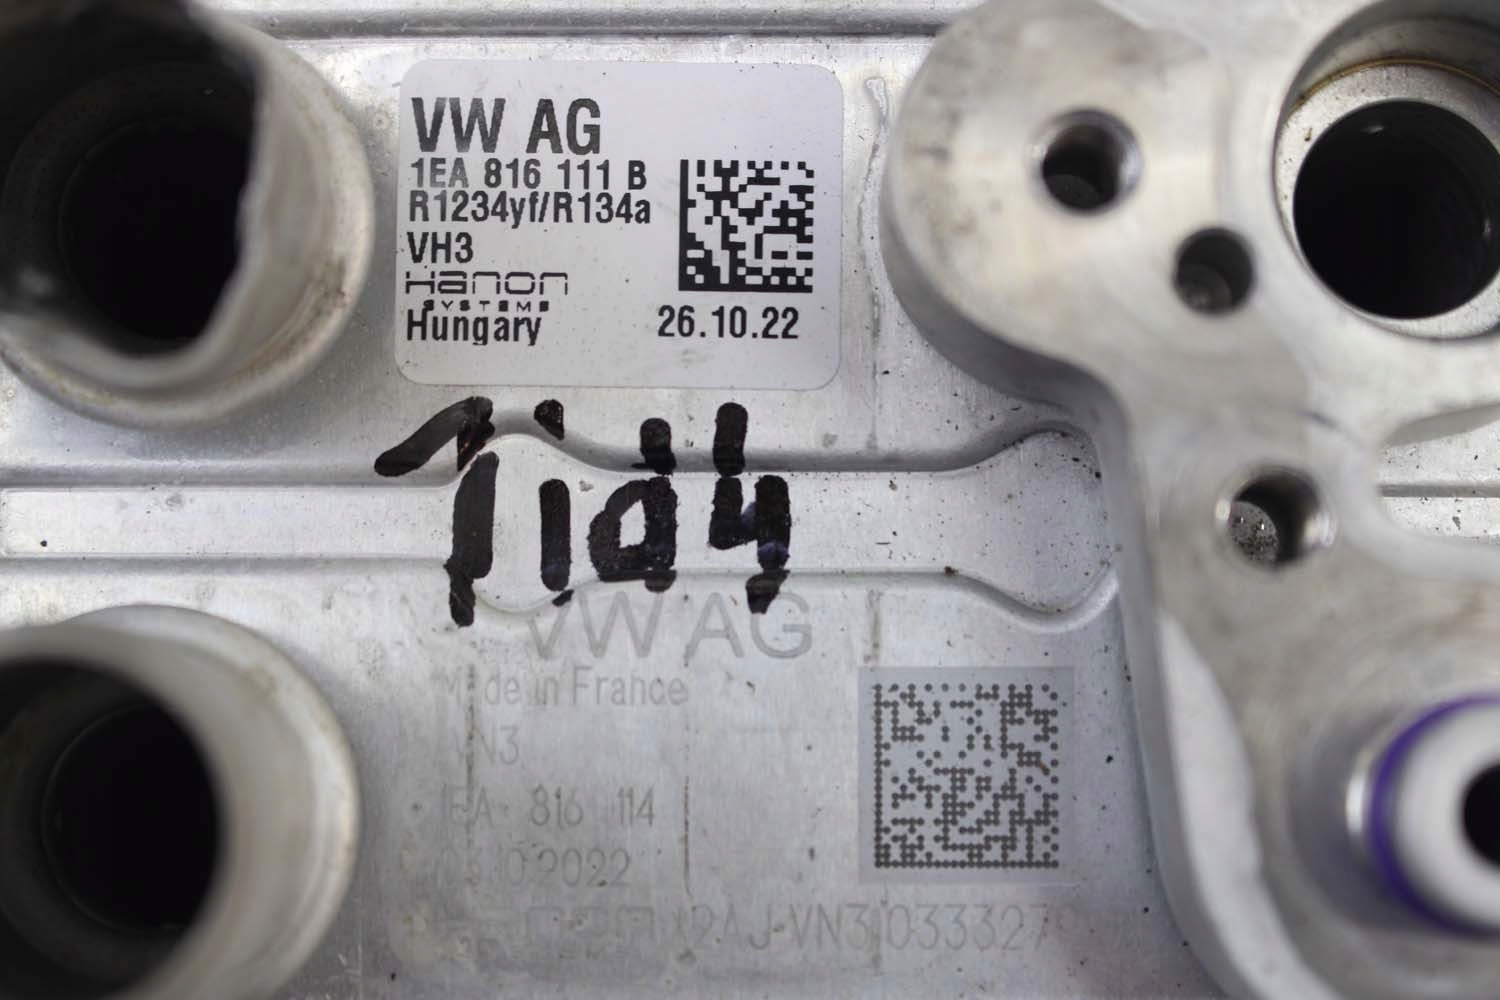 VW AG
1EA 816 111 B
R1234yf/R134a
VH3
Hanon
SYSTEMS
Hungary 26.10.22
VW AG
Made in France
VN3
1EA 816 114